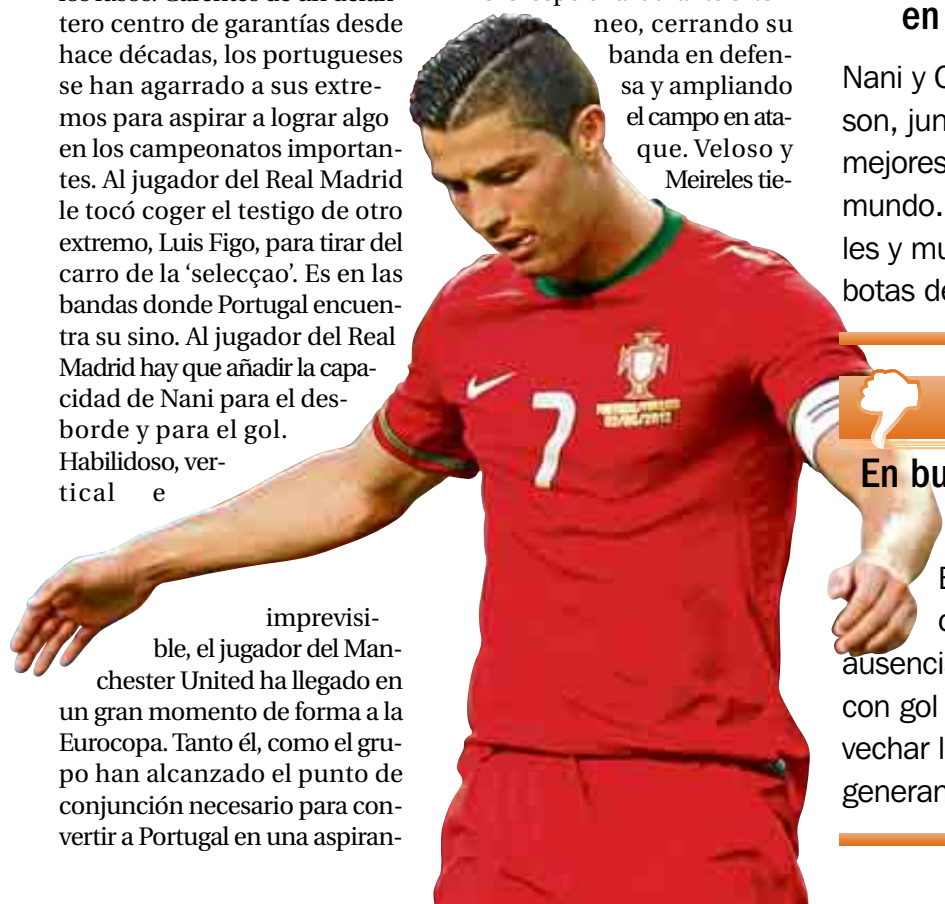 tero centro de garantías desde
hace décadas, los portugueses
se han agarrado a sus extre-
mos para aspirar a lograr algo
en los campeonatos importan-
tes. Al jugador del Real Madrid
le tocó coger el testigo de otro
extremo, Luis Figo, para tirar del
carro de la ‘selecçao’. Es en las
bandas donde Portugal encuen-
tra su sino. Al jugador del Real
Madrid hay que añadir la capa-
cidad de Nani para el des-
borde y para el gol.
Habilidoso, ver-
tical e
imprevisi-
ble, el jugador del Man-
chester United ha llegado en
un gran momento de forma a la
Eurocopa. Tanto él, como el gru-
po han alcanzado el punto de
conjunción necesario para con-
vertir a Portugal en una aspiran-
neo, cerrando su
banda en defen-
sa y ampliando
el campo en ata-
que. Veloso y
Meireles tie-
7
en
Nani y
son, jun
mejores
mundo.
les y mu
botas de
En bu
ausenci
con gol
vechar l
generan